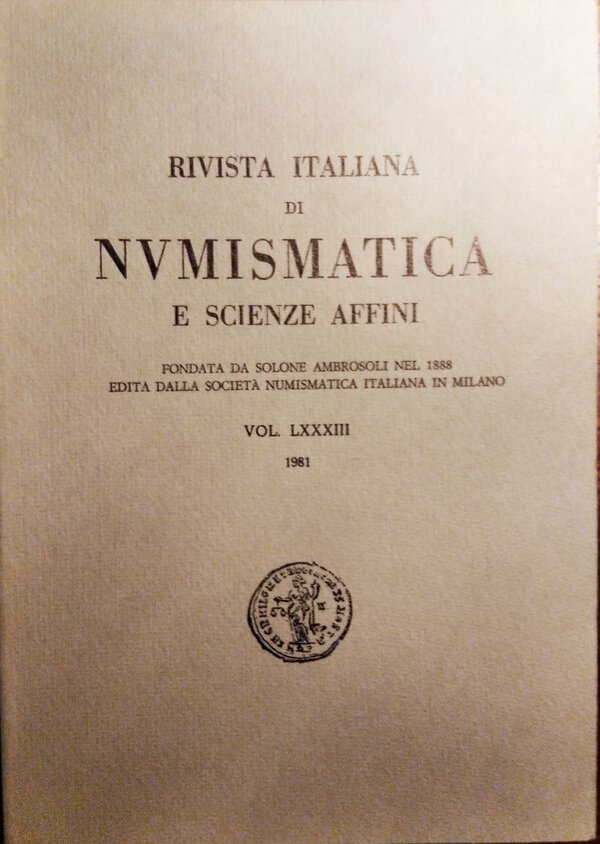 RIVISTA ITALIANA
DI
NVMISMATICA
E SCIENZE AFFINI
FONDATA DA SOLONE AMBROSOLI NEL 1888
EDITA DALLA SOCIETÀ NUMISMATICA ITALIANA IN MILANO
VOL. LXXXIII
1981